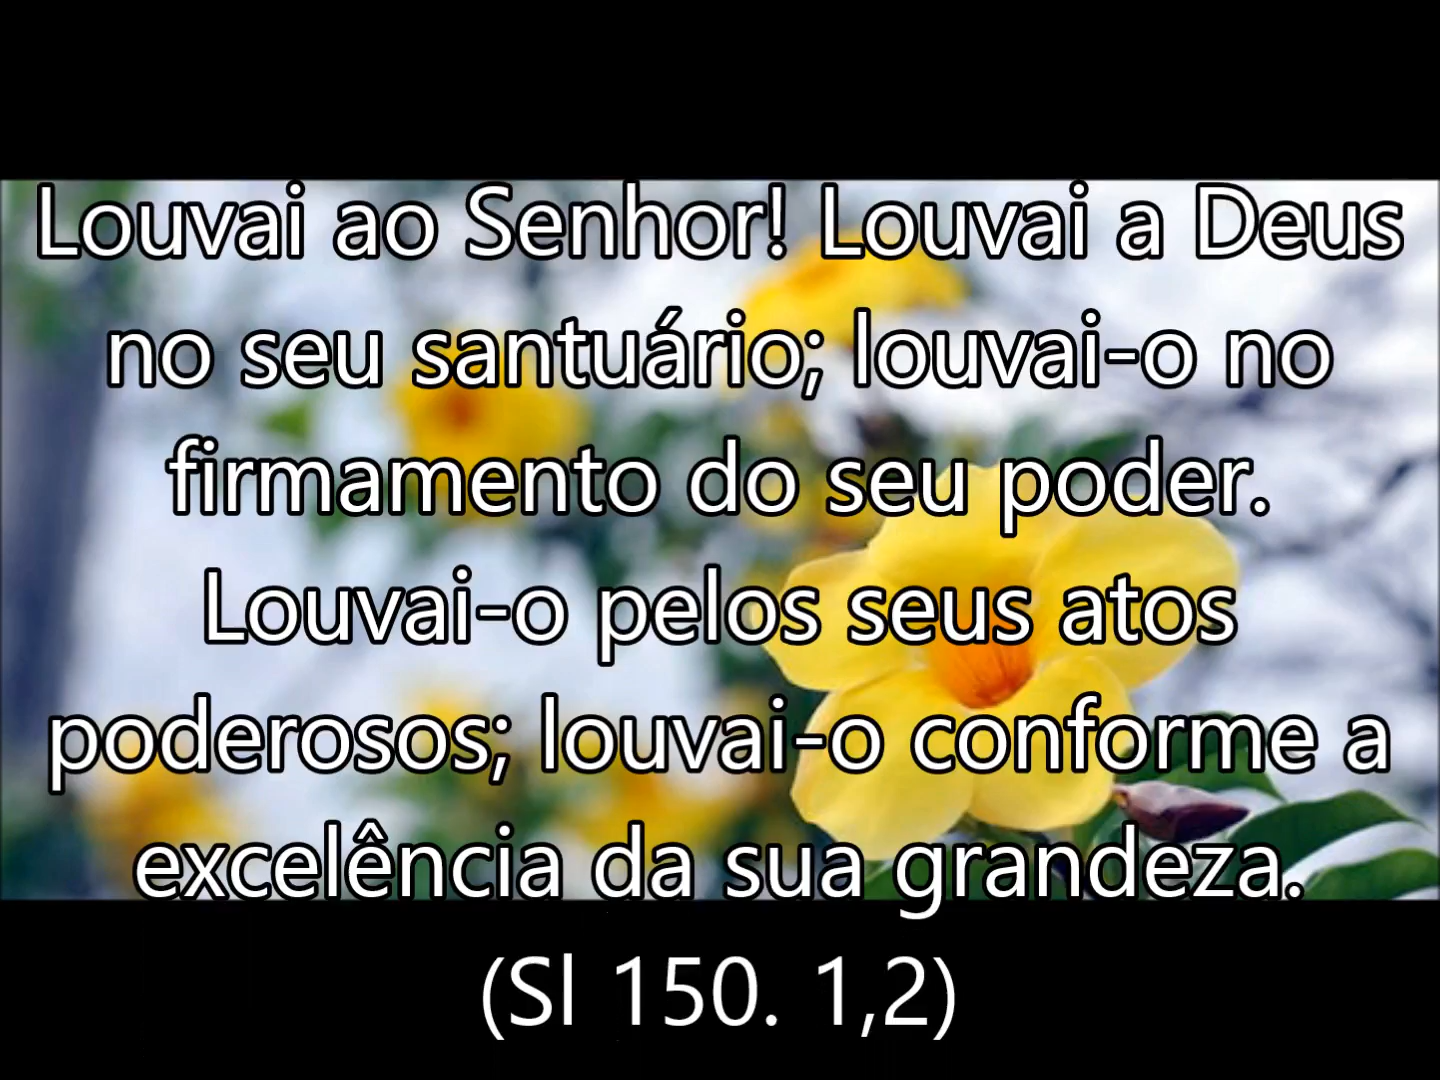 Louvai ao Senhor! Louvai a Deus
no seu santuário; louvai-o no
firmamento do seu poder.
Louvai-o pelos seus atos
poderosos; louvai-o conforme a
excelência da sua grandeza.
(Sl 150. 1,2)